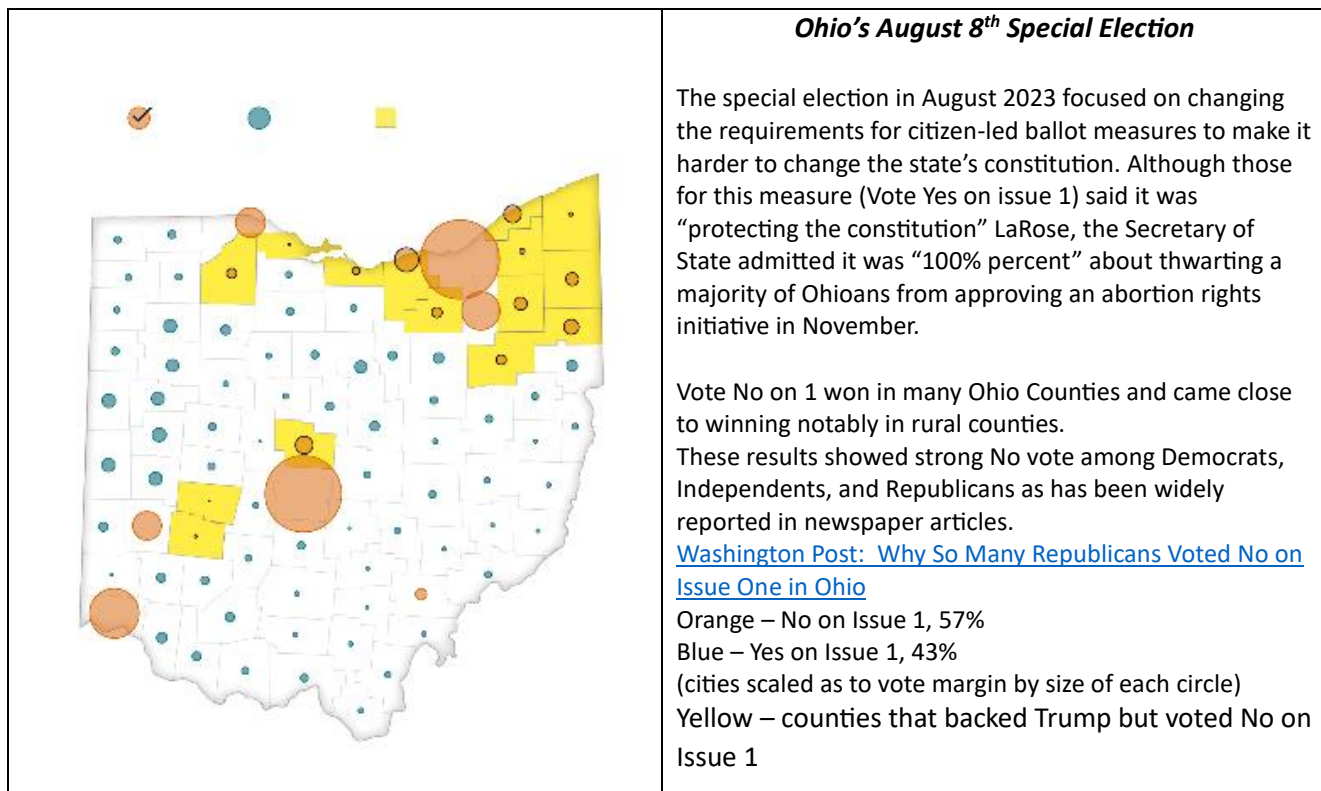 Ohio’s August 8th Special Election
The special election in August 2023 focused on changing
the requirements for citizen-led ballot measures to make it
harder to change the state’s constitution. Although those
for this measure (Vote Yes on issue 1) said it was
“protecting the constitution” LaRose, the Secretary of
State admitted it was “100% percent” about thwarting a
majority of Ohioans from approving an abortion rights
initiative in November.
Vote No on 1 won in many Ohio Counties and came close
to winning notably in rural counties.
These results showed strong No vote among Democrats,
Independents, and Republicans as has been widely
reported in newspaper articles.
Washington Post:  Why So Many Republicans Voted No on
Issue One in Ohio
Orange – No on Issue 1, 57%
Blue – Yes on Issue 1, 43%
(cities scaled as to vote margin by size of each circle)
Yellow – counties that backed Trump but voted No on
Issue 1